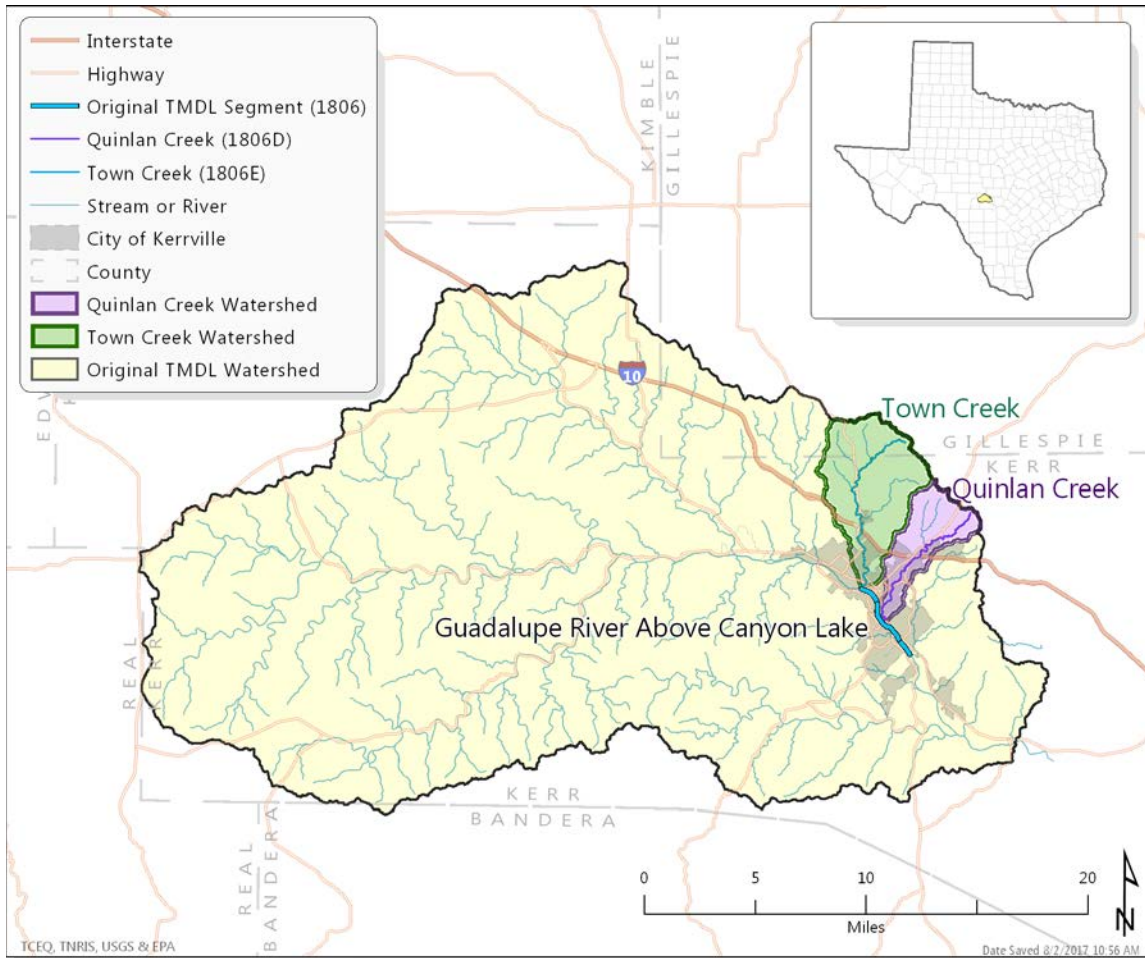 Interstate
Highway
Original TMDL Segment (1806)
Quinlan Creek (1806D)
Town Creek (1806E)
Stream or River
City of Kerrville
County
Quinlan Creek Watershed
Town Creek Watershed
Original TMDL Watershed
KIMBLE
GILLESPIE
10
Town Creek
GILLESPIE
KERR
Quinlan Creek
Guadalupe River Above Canyon Lake
REAL
KERR
KERR
BANDERA
REAL
BANDERA
0 5 10 20
Miles
N
TCEQ, TNRIS, USGS & EPA
Date Saved 8/2/2017 10:56 AM